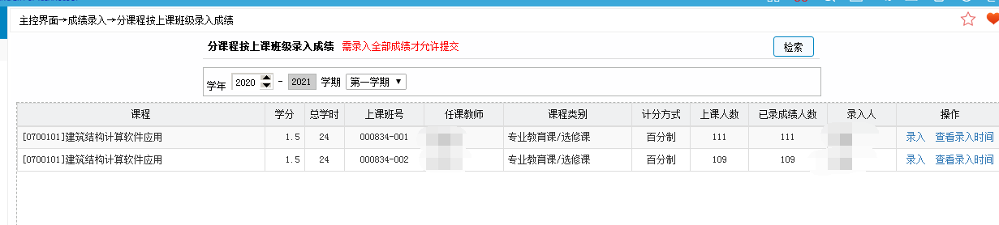 主控界面→成绩录入→分课程按上课班级录入成绩
分课程按上课班级录入成绩 需录入全部成绩才允许提交 检索
学年 2020 - 2021 学期 第一学期
课程 学分 总学时 上课班号 任课教师 课程类别 计分方式 上课人数 已录成绩人数 录入人 操作
[0700101]建筑结构计算软件应用 1.5 24 000834-001 专业教育课/选修课 百分制 111 111 录入 查看录入时间
[0700101]建筑结构计算软件应用 1.5 24 000834-002 专业教育课/选修课 百分制 109 109 录入 查看录入时间